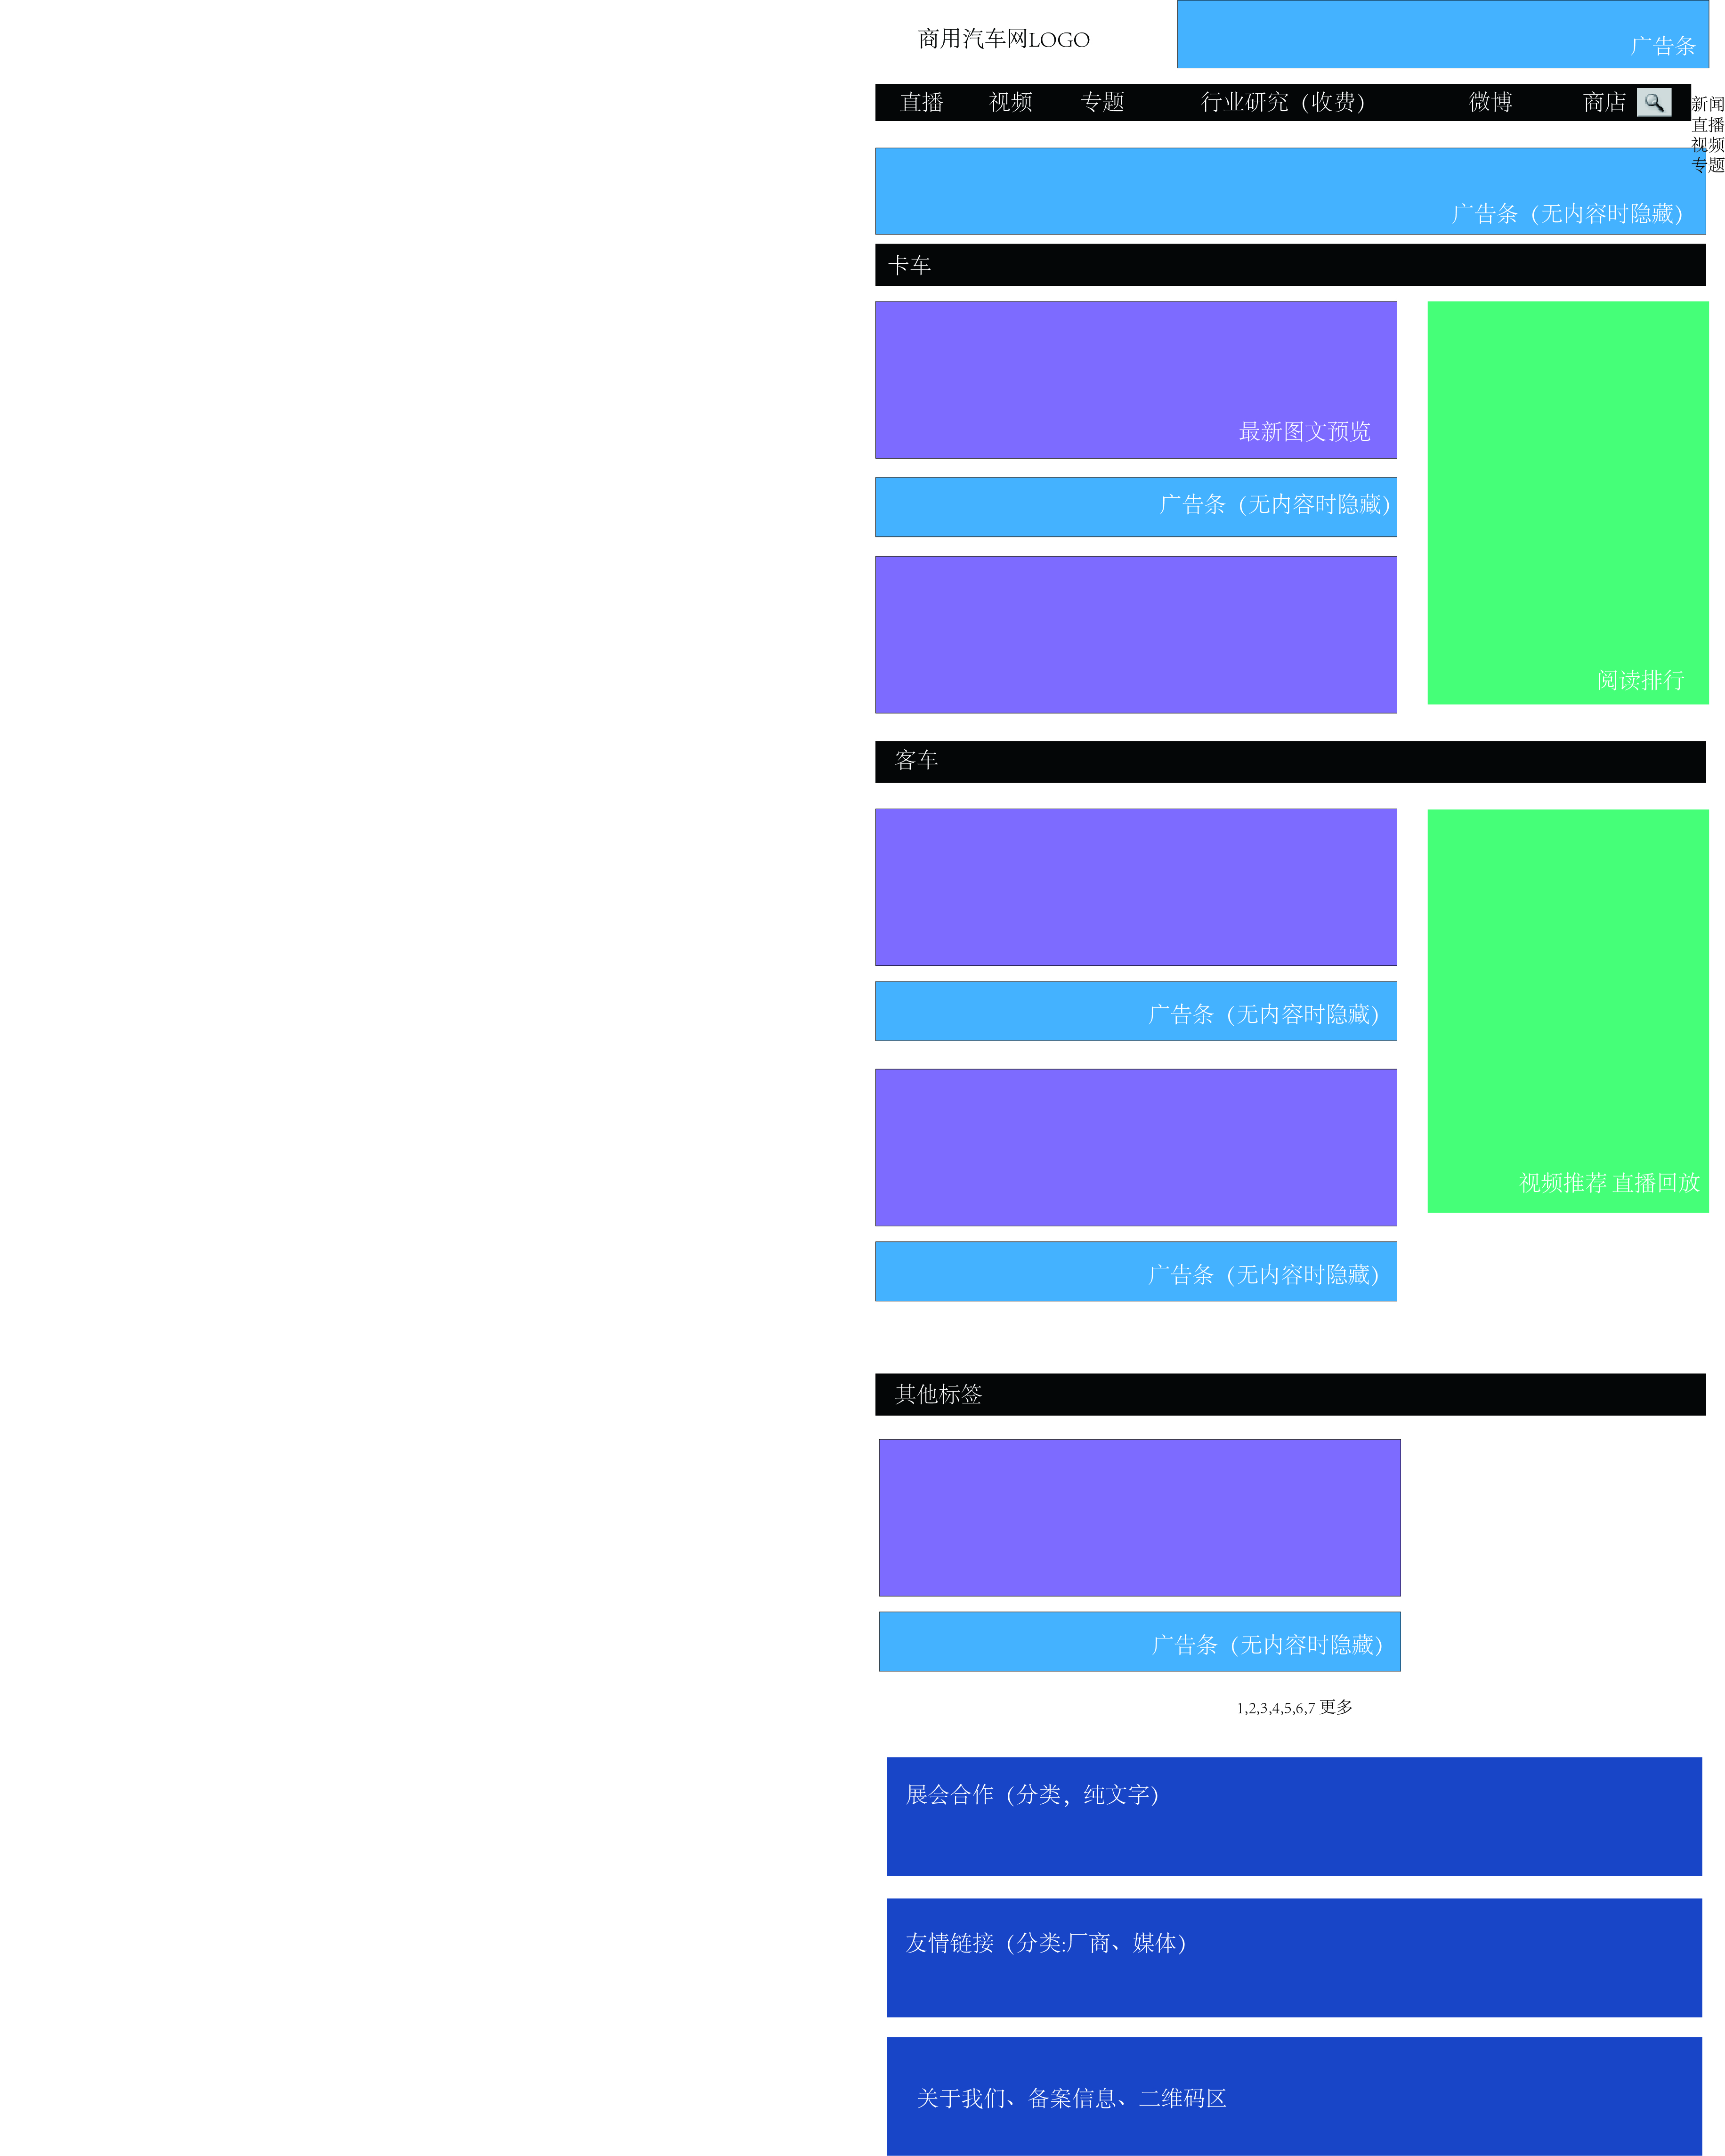 商用汽车网LOGO
广告条
直播 视频 专题 行业研究（收费） 微博 商店
新闻
直播
视频
专题
广告条（无内容时隐藏）
卡车
最新图文预览
广告条（无内容时隐藏）
阅读排行
客车
广告条（无内容时隐藏）
视频推荐 直播回放
广告条（无内容时隐藏）
其他标签
广告条（无内容时隐藏）
1,2,3,4,5,6,7 更多
展会合作（分类，纯文字）
友情链接（分类:厂商、媒体）
关于我们、备案信息、二维码区